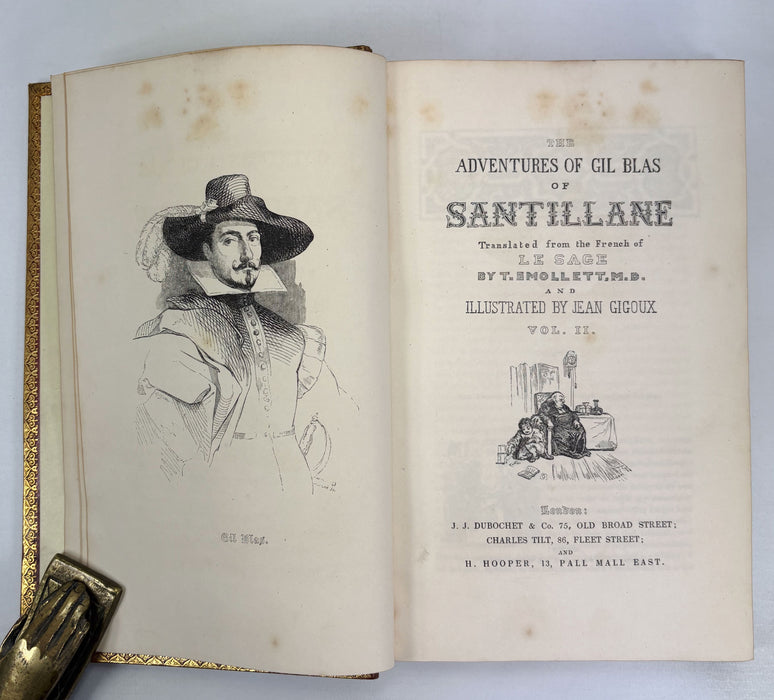 Gil Blas.
THE
ADVENTURES OF GIL BLAS
OF
SANTILLANE
Translated from the French of
LE SAGE
BY T. SMOLLETT, M.D.
AND
ILLUSTRATED BY JEAN GIGOUX
VOL. II.
London:
J. J. DUBOCHET & Co. 75, OLD BROAD STREET;
CHARLES TILT, 86, FLEET STREET;
AND
H. HOOPER, 13, PALL MALL EAST.